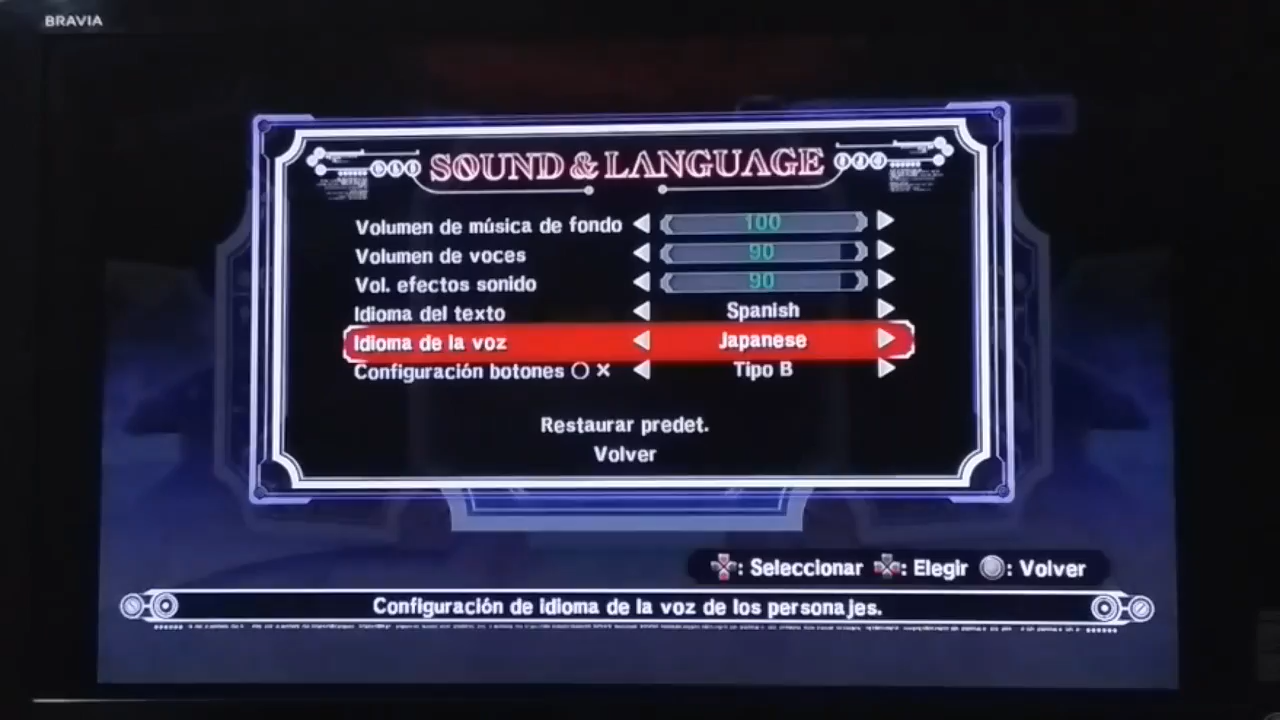 BRAVIA
SOUND & LANGUAGE
Volumen de música de fondo 100
Volumen de voces 90
Vol. efectos sonido 90
Idioma del texto Spanish
Idioma de la voz Japanese
Configuración botones ○ × Tipo B
Restaurar predet.
Volver
: Seleccionar : Elegir : Volver
Configuración de idioma de la voz de los personajes.